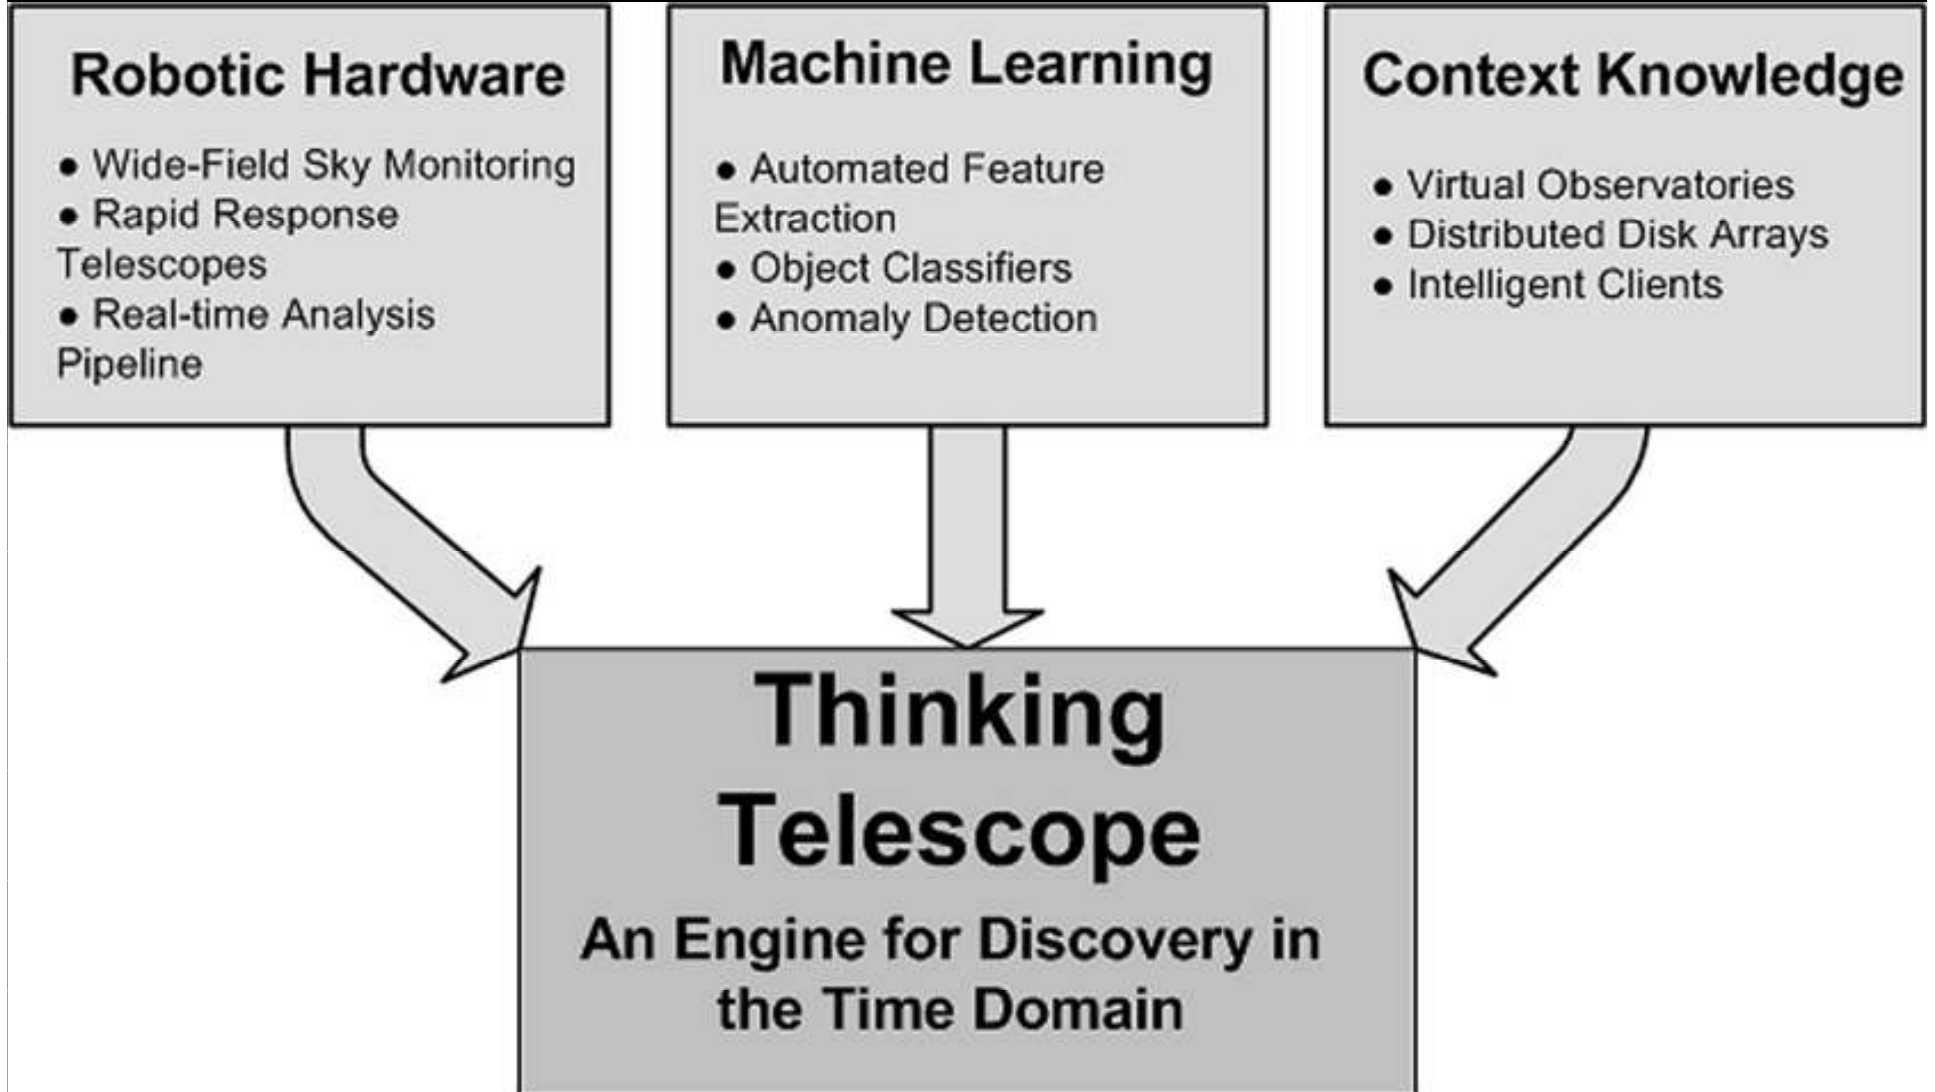 Robotic Hardware
● Wide-Field Sky Monitoring
● Rapid Response
Telescopes
● Real-time Analysis
Pipeline
Machine Learning
● Automated Feature
Extraction
● Object Classifiers
● Anomaly Detection
Context Knowledge
● Virtual Observatories
● Distributed Disk Arrays
● Intelligent Clients
Thinking
Telescope
An Engine for Discovery in
the Time Domain